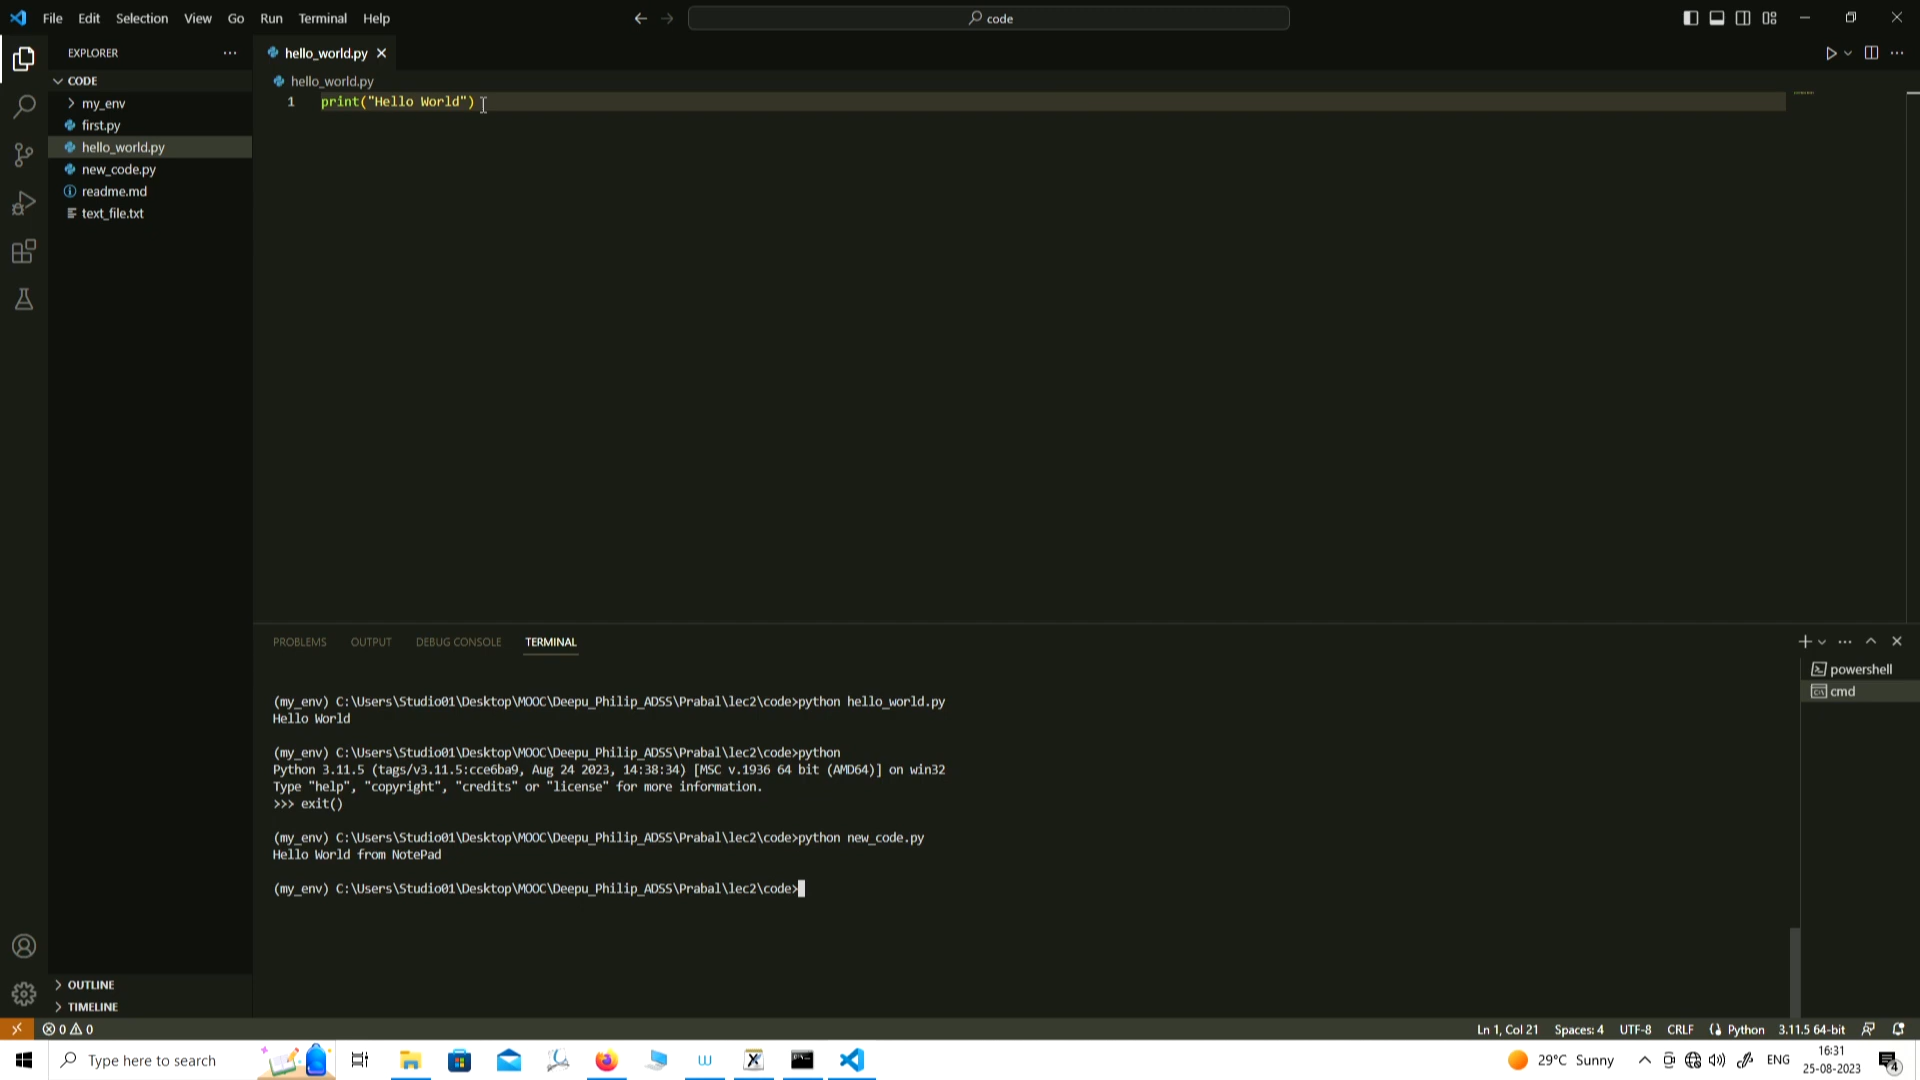 File Edit Selection View Go Run Terminal Help
code
EXPLORER
hello_world.py
CODE
hello_world.py
my_env
1 print("Hello World")
first.py
hello_world.py
new_code.py
readme.md
text_file.txt
PROBLEMS OUTPUT DEBUG CONSOLE TERMINAL
powershell
cmd
(my_env) C:\Users\Studio01\Desktop\MOOC\Deepu_Philip_ADSS\Prabal\lec2\code>python hello_world.py
Hello World
(my_env) C:\Users\Studio01\Desktop\MOOC\Deepu_Philip_ADSS\Prabal\lec2\code>python
Python 3.11.5 (tags/v3.11.5:cce6ba9, Aug 24 2023, 14:38:34) [MSC v.1936 64 bit (AMD64)] on win32
Type "help", "copyright", "credits" or "license" for more information.
>>> exit()
(my_env) C:\Users\Studio01\Desktop\MOOC\Deepu_Philip_ADSS\Prabal\lec2\code>python new_code.py
Hello World from NotePad
(my_env) C:\Users\Studio01\Desktop\MOOC\Deepu_Philip_ADSS\Prabal\lec2\code>
OUTLINE
TIMELINE
0 0 Ln 1, Col 21 Spaces: 4 UTF-8 CRLF Python 3.11.5 64-bit
Type here to search
29°C Sunny
ENG
16:31
25-08-2023
4